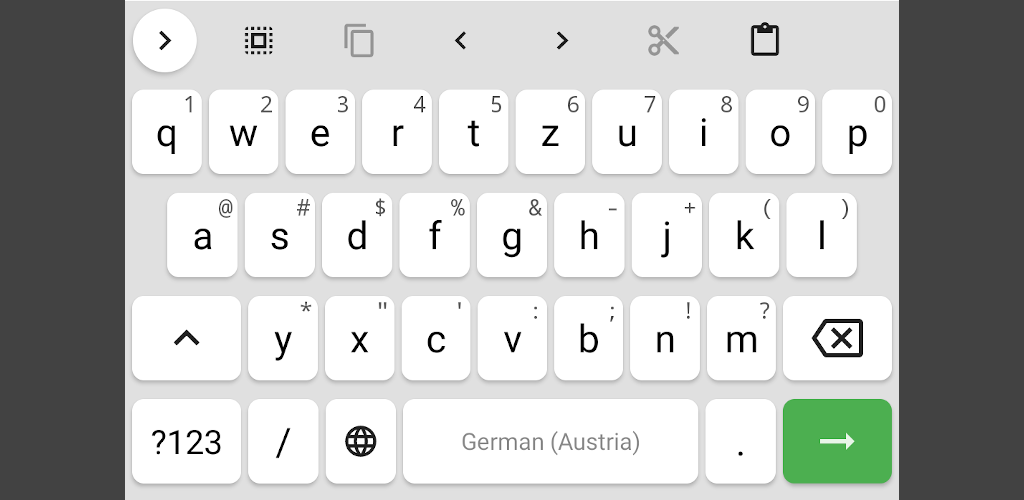 1 2 3 4 5 6 7 8 9 0
q w e r t z u i o p
@ # $ % & - + ( )
a s d f g h j k l
* " ' : ; ! ?
y x c v b n m
?123 / German (Austria) .